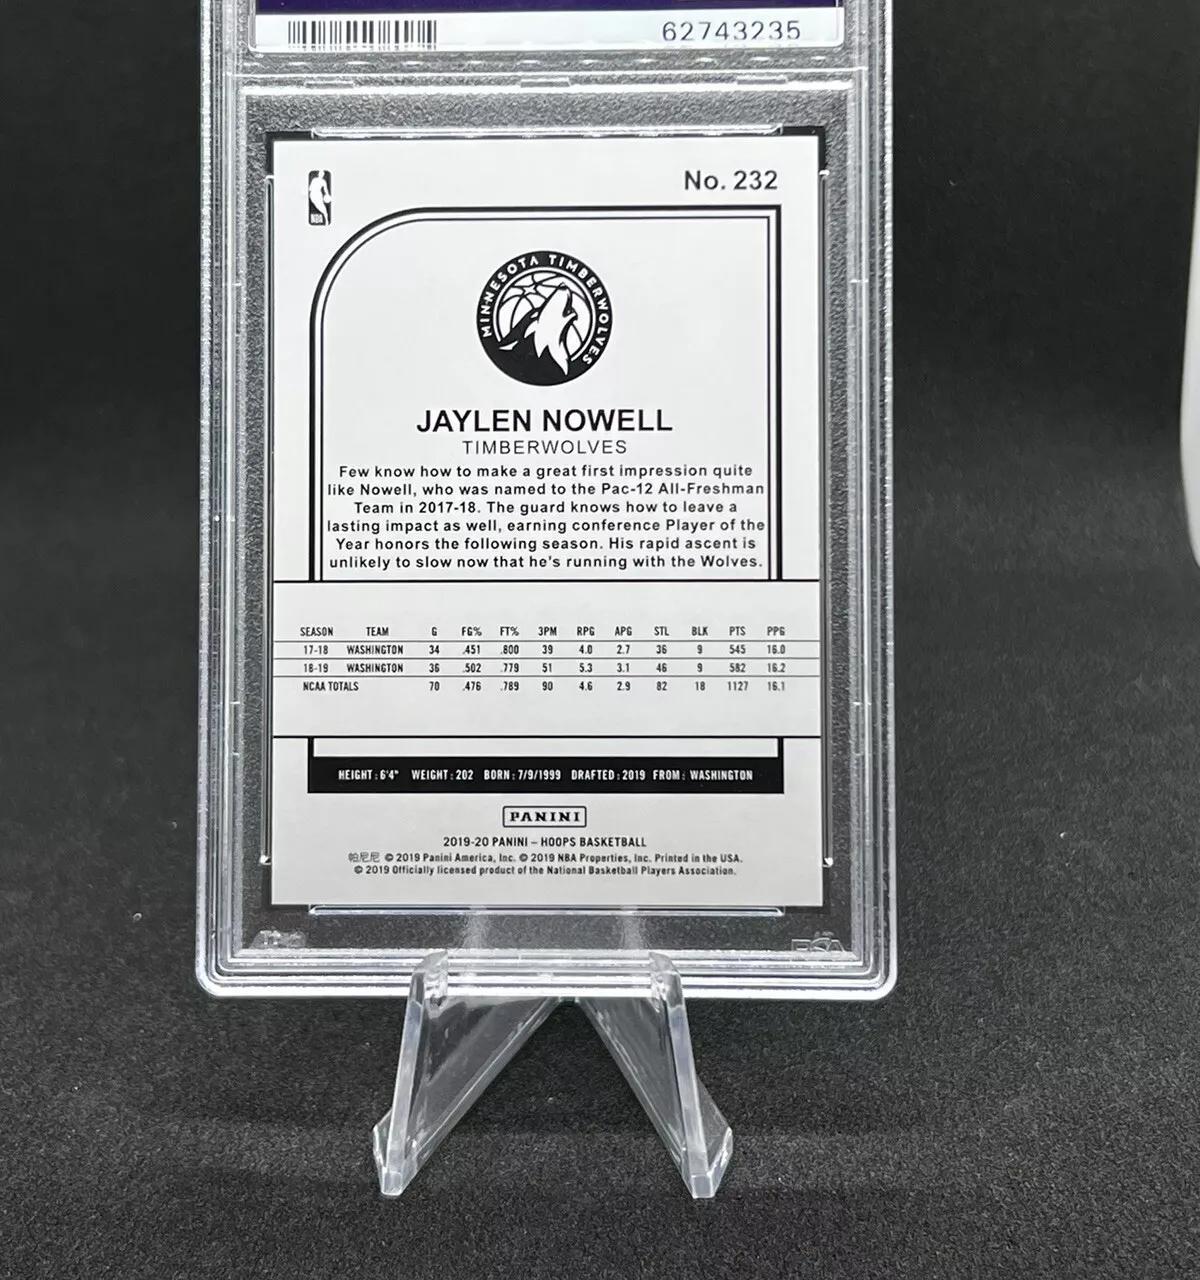 62743235
No. 232
NBA
MINNESOTA TIMBERWOLVES
JAYLEN NOWELL
TIMBERWOLVES
Few know how to make a great first impression quite
like Nowell, who was named to the Pac-12 All-Freshman
Team in 2017-18. The guard knows how to leave a
lasting impact as well, earning conference Player of the
Year honors the following season. His rapid ascent is
unlikely to slow now that he's running with the Wolves.
SEASON TEAM G FG% FT% 3PM RPG APG STL BLK PTS PPG
17-18 WASHINGTON 34 .451 .800 39 4.0 2.7 36 9 545 16.0
18-19 WASHINGTON 36 .502 .779 51 5.3 3.1 46 9 582 16.2
NCAA TOTALS 70 .476 .789 90 4.6 2.9 82 18 1127 16.1
HEIGHT: 6'4" WEIGHT: 202 BORN: 7/9/1999 DRAFTED: 2019 FROM: WASHINGTON
PANINI
2019-20 PANINI – HOOPS BASKETBALL
帕尼尼 © 2019 Panini America, Inc. © 2019 NBA Properties, Inc. Printed in the USA.
© 2019 Officially licensed product of the National Basketball Players Association.
PSA